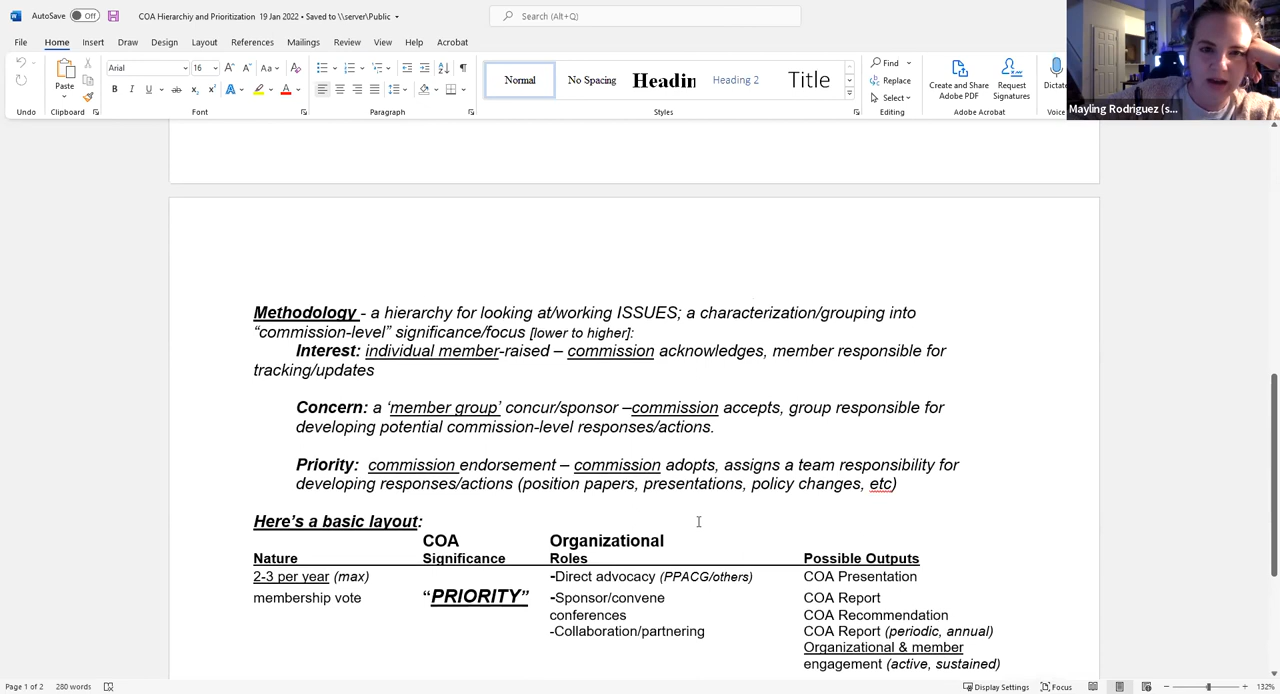 AutoSave Off COA Hierarchiy and Prioritization 19 Jan 2022 • Saved to \\server\Public Search (Alt+Q)
File Home Insert Draw Design Layout References Mailings Review View Help Acrobat
Arial 16 A A Aa A Normal No Spacing Headin Heading 2 Title Find
Paste B I U ab x₂ x² A A Replace Create and Share Request Dictate
Select Adobe PDF Signatures
Undo Clipboard Font Paragraph Styles Editing Adobe Acrobat Voice
Mayling Rodriguez (s...
Methodology - a hierarchy for looking at/working ISSUES; a characterization/grouping into
“commission-level” significance/focus [lower to higher]:
Interest: individual member-raised – commission acknowledges, member responsible for
tracking/updates
Concern: a ‘member group’ concur/sponsor –commission accepts, group responsible for
developing potential commission-level responses/actions.
Priority: commission endorsement – commission adopts, assigns a team responsibility for
developing responses/actions (position papers, presentations, policy changes, etc)
Here’s a basic layout:
COA Organizational
Nature Significance Roles Possible Outputs
2-3 per year (max) -Direct advocacy (PPACG/others) COA Presentation
membership vote “PRIORITY” -Sponsor/convene COA Report
conferences COA Recommendation
-Collaboration/partnering COA Report (periodic, annual)
Organizational & member
engagement (active, sustained)
Page 1 of 2 280 words Display Settings Focus 132%